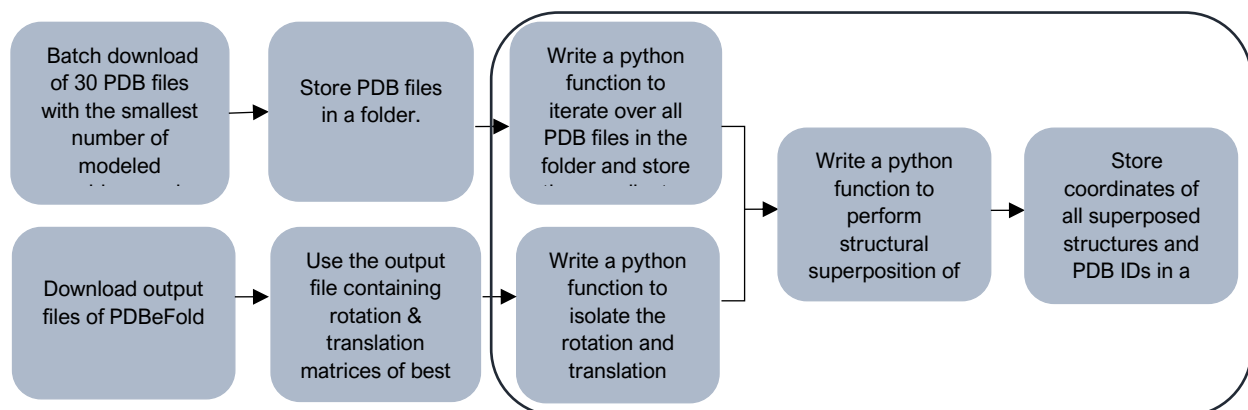 Batch download
of 30 PDB files
with the smallest
number of
modeled
Store PDB files
in a folder.
Write a python
function to
iterate over all
PDB files in the
folder and store
Write a python
function to
perform
structural
superposition of
Store
coordinates of
all superposed
structures and
PDB IDs in a
Download output
files of PDBeFold
Use the output
file containing
rotation &
translation
matrices of best
Write a python
function to
isolate the
rotation and
translation